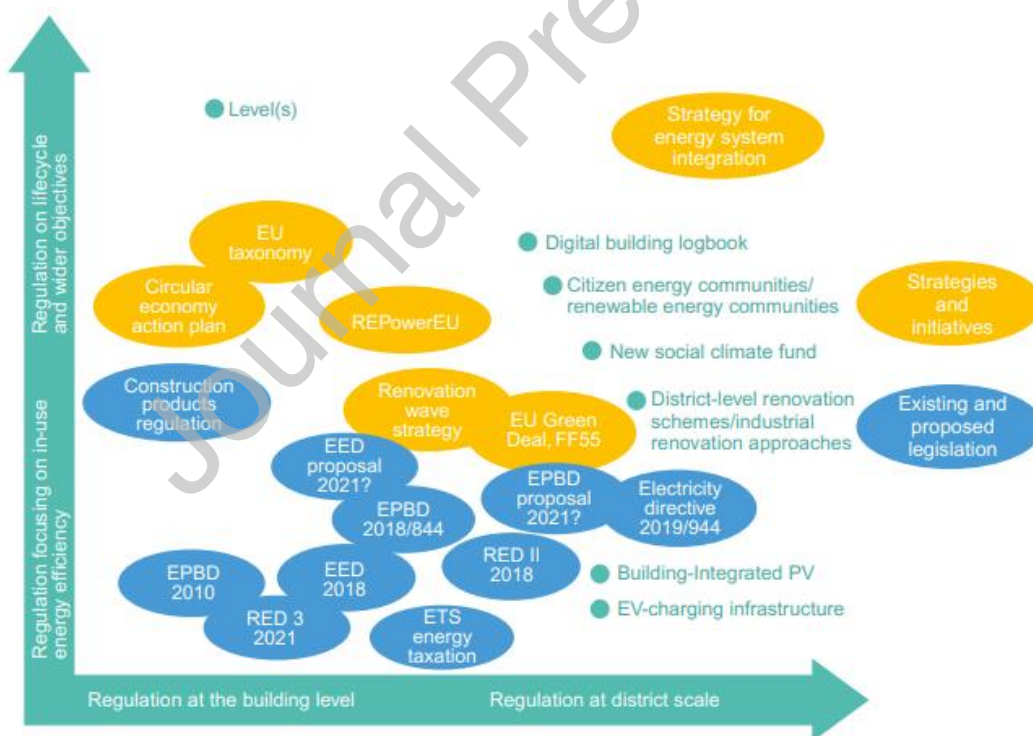 Journal Pre
Level(s)
Strategy for
energy system
integration
Regulation on lifecycle
and wider objectives
EU
taxonomy
Digital building logbook
Circular
economy
action plan
REPowerEU
Citizen energy communities/
renewable energy communities
Strategies
and
initiatives
New social climate fund
Construction
products
regulation
Renovation
wave
strategy
EU Green
Deal, FF55
District-level renovation
schemes/industrial
renovation approaches
Existing and
proposed
legislation
Regulation focusing on in-use
energy efficiency
EED
proposal
2021?
EPBD
2018/844
EPBD
proposal
2021?
Electricity
directive
2019/944
EPBD
2010
EED
2018
RED II
2018
Building-Integrated PV
RED 3
2021
ETS
energy
taxation
EV-charging infrastructure
Regulation at the building level
Regulation at district scale